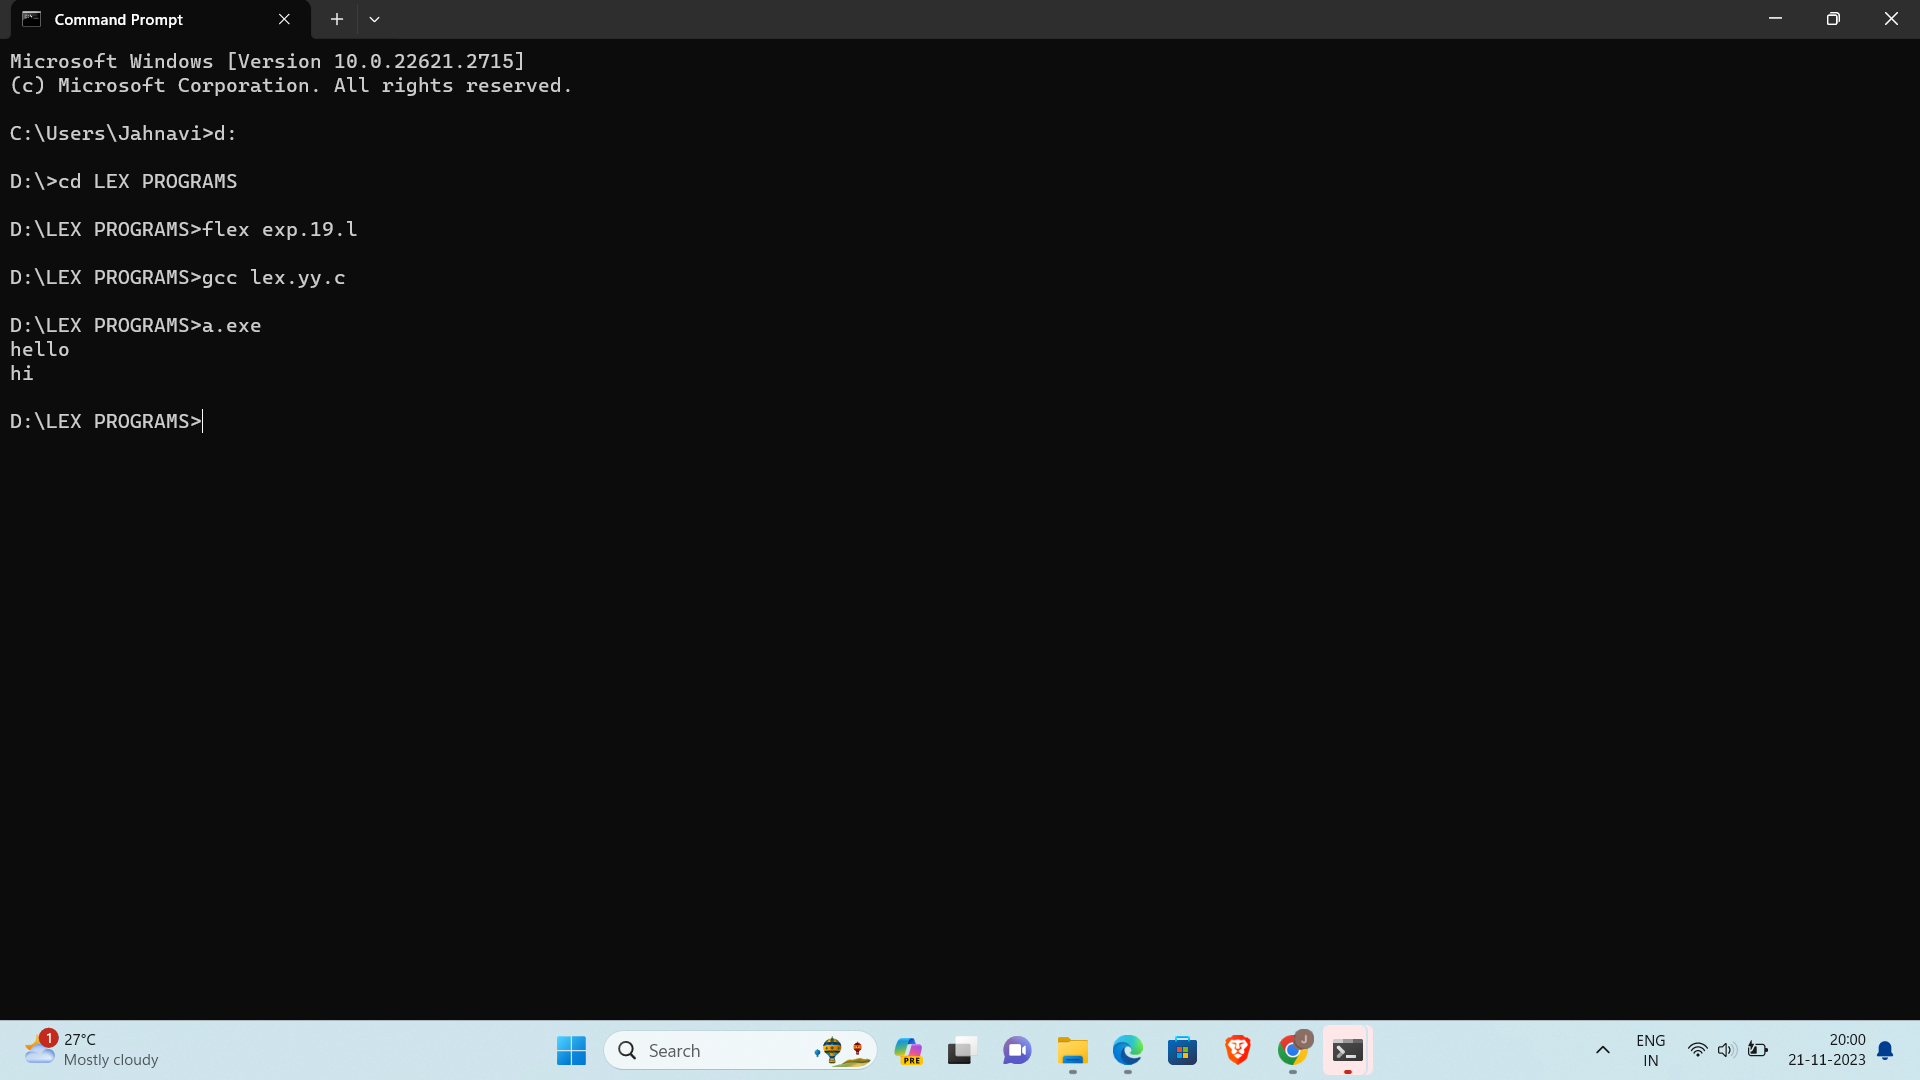 Command Prompt
Microsoft Windows [Version 10.0.22621.2715]
(c) Microsoft Corporation. All rights reserved.
C:\Users\Jahnavi>d:
D:\>cd LEX PROGRAMS
D:\LEX PROGRAMS>flex exp.19.l
D:\LEX PROGRAMS>gcc lex.yy.c
D:\LEX PROGRAMS>a.exe
hello
hi
D:\LEX PROGRAMS>
1
27°C
Mostly cloudy
Search
PRE
J
ENG
IN
20:00
21-11-2023